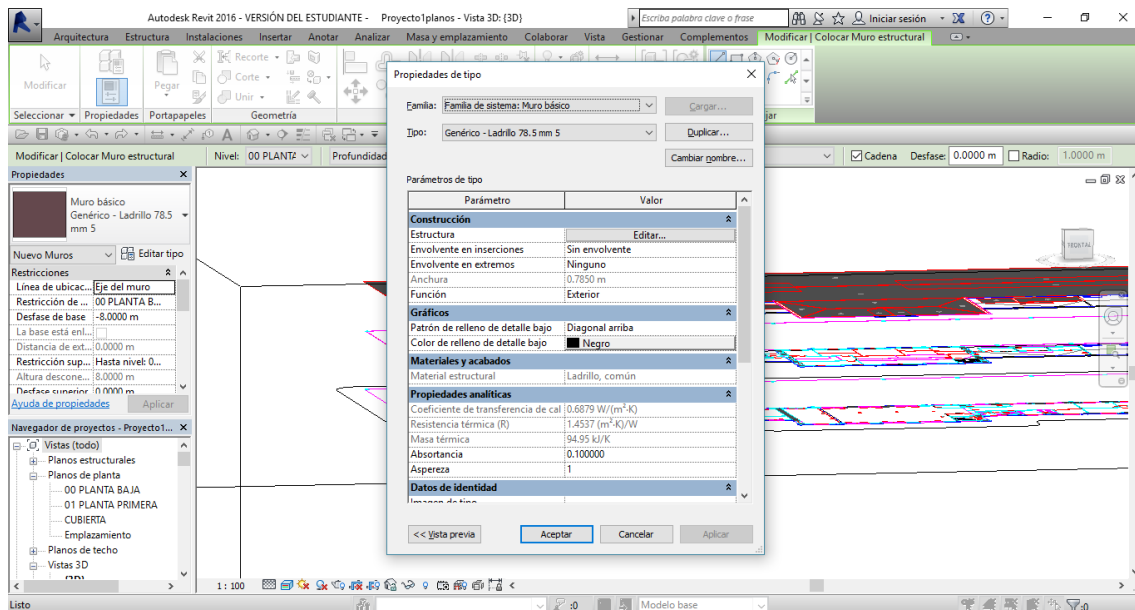 Autodesk Revit 2016 - VERSIÓN DEL ESTUDIANTE - Proyecto1planos - Vista 3D: {3D}
Escriba palabra clave o frase
Iniciar sesión
Arquitectura Estructura Instalaciones Insertar Anotar Analizar Masa y emplazamiento Colaborar Vista Gestionar Complementos Modificar | Colocar Muro estructural
Modificar
Pegar
Recorte
Corte
Unir
Seleccionar Propiedades Portapapeles Geometría
Modificar | Colocar Muro estructural Nivel: 00 PLANTA Profundidad
Cadena Desfase: 0.0000 m Radio: 1.0000 m
Propiedades
Muro básico
Genérico - Ladrillo 78.5
mm 5
Nuevo Muros Editar tipo
Restricciones
Línea de ubicac... Eje del muro
Restricción de ... 00 PLANTA B...
Desfase de base -8.0000 m
La base está enl...
Distancia de ext... 0.0000 m
Restricción sup... Hasta nivel: 0...
Altura descone... 8.0000 m
Desfase superior 0.0000 m
Ayuda de propiedades Aplicar
Navegador de proyectos - Proyecto1...
Vistas (todo)
Planos estructurales
Planos de planta
00 PLANTA BAJA
01 PLANTA PRIMERA
CUBIERTA
Emplazamiento
Planos de techo
Vistas 3D
{3D}
Propiedades de tipo
Familia: Familia de sistema: Muro básico Cargar...
Tipo: Genérico - Ladrillo 78.5 mm 5 Duplicar...
Cambiar nombre...
Parámetros de tipo
Parámetro Valor
Construcción
Estructura Editar...
Envolvente en inserciones Sin envolvente
Envolvente en extremos Ninguno
Anchura 0.7850 m
Función Exterior
Gráficos
Patrón de relleno de detalle bajo Diagonal arriba
Color de relleno de detalle bajo Negro
Materiales y acabados
Material estructural Ladrillo, común
Propiedades analíticas
Coeficiente de transferencia de cal 0.6879 W/(m²·K)
Resistencia térmica (R) 1.4537 (m²·K)/W
Masa térmica 94.95 kJ/K
Absortancia 0.100000
Aspereza 1
Datos de identidad
Imagen de tipo
<< Vista previa Aceptar Cancelar Aplicar
FRONTAL
1 : 100
Listo
:0
Modelo base
:0